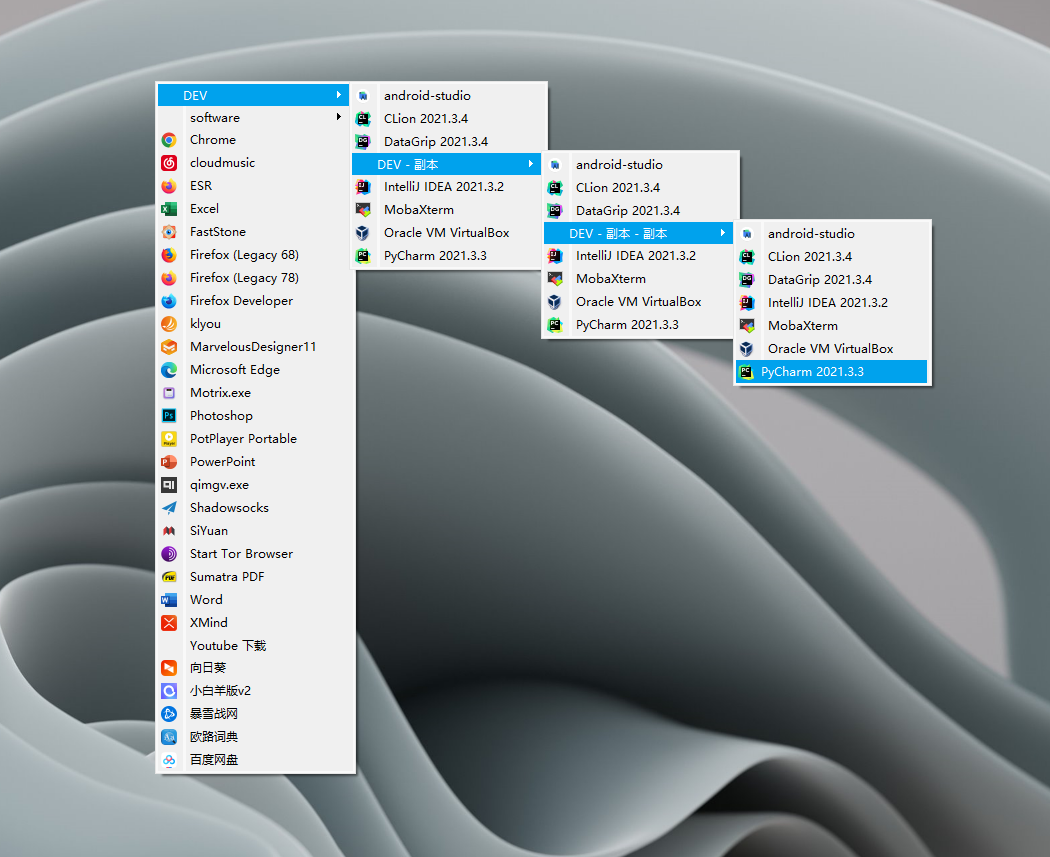 DEV
software
Chrome
cloudmusic
ESR
Excel
FastStone
Firefox (Legacy 68)
Firefox (Legacy 78)
Firefox Developer
klyou
MarvelousDesigner11
Microsoft Edge
Motrix.exe
Photoshop
PotPlayer Portable
PowerPoint
qimgv.exe
Shadowsocks
SiYuan
Start Tor Browser
Sumatra PDF
Word
XMind
Youtube 下载
向日葵
小白羊版v2
暴雪战网
欧路词典
百度网盘
android-studio
CLion 2021.3.4
DataGrip 2021.3.4
DEV - 副本
IntelliJ IDEA 2021.3.2
MobaXterm
Oracle VM VirtualBox
PyCharm 2021.3.3
android-studio
CLion 2021.3.4
DataGrip 2021.3.4
DEV - 副本 - 副本
IntelliJ IDEA 2021.3.2
MobaXterm
Oracle VM VirtualBox
PyCharm 2021.3.3
android-studio
CLion 2021.3.4
DataGrip 2021.3.4
IntelliJ IDEA 2021.3.2
MobaXterm
Oracle VM VirtualBox
PyCharm 2021.3.3